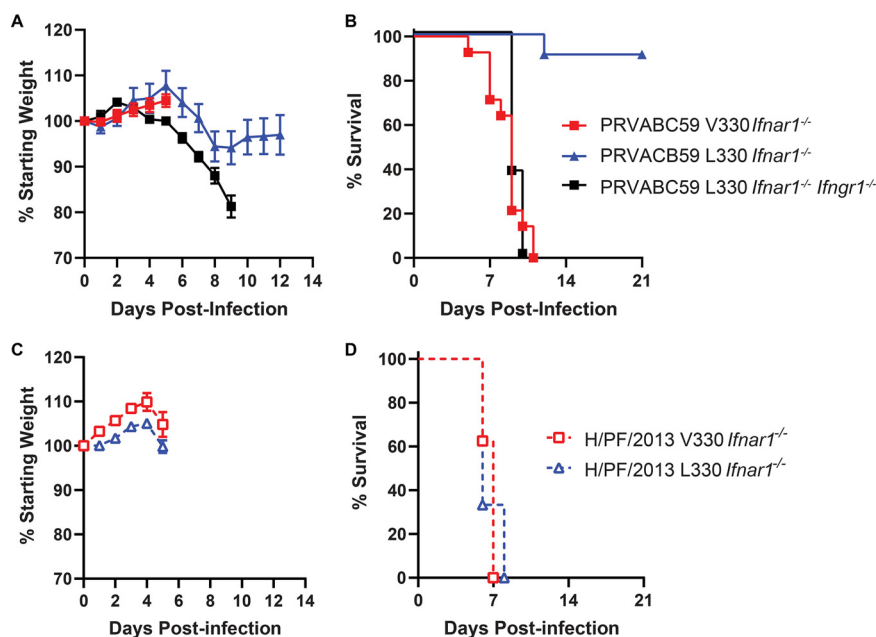 A
120
110
100
90
80
70
% Starting Weight
0 2 4 6 8 10 12 14
Days Post-Infection
B
100
80
60
40
20
0
% Survival
0 7 14 21
Days Post-Infection
PRVABC59 V330 Ifnar1-/-
PRVACB59 L330 Ifnar1-/-
PRVABC59 L330 Ifnar1-/- Ifngr1-/-
C
120
110
100
90
80
70
% Starting Weight
0 2 4 6 8 10 12 14
Days Post-infection
D
100
80
60
40
20
0
% Survival
0 7 14 21
Days Post-infection
H/PF/2013 V330 Ifnar1-/-
H/PF/2013 L330 Ifnar1-/-